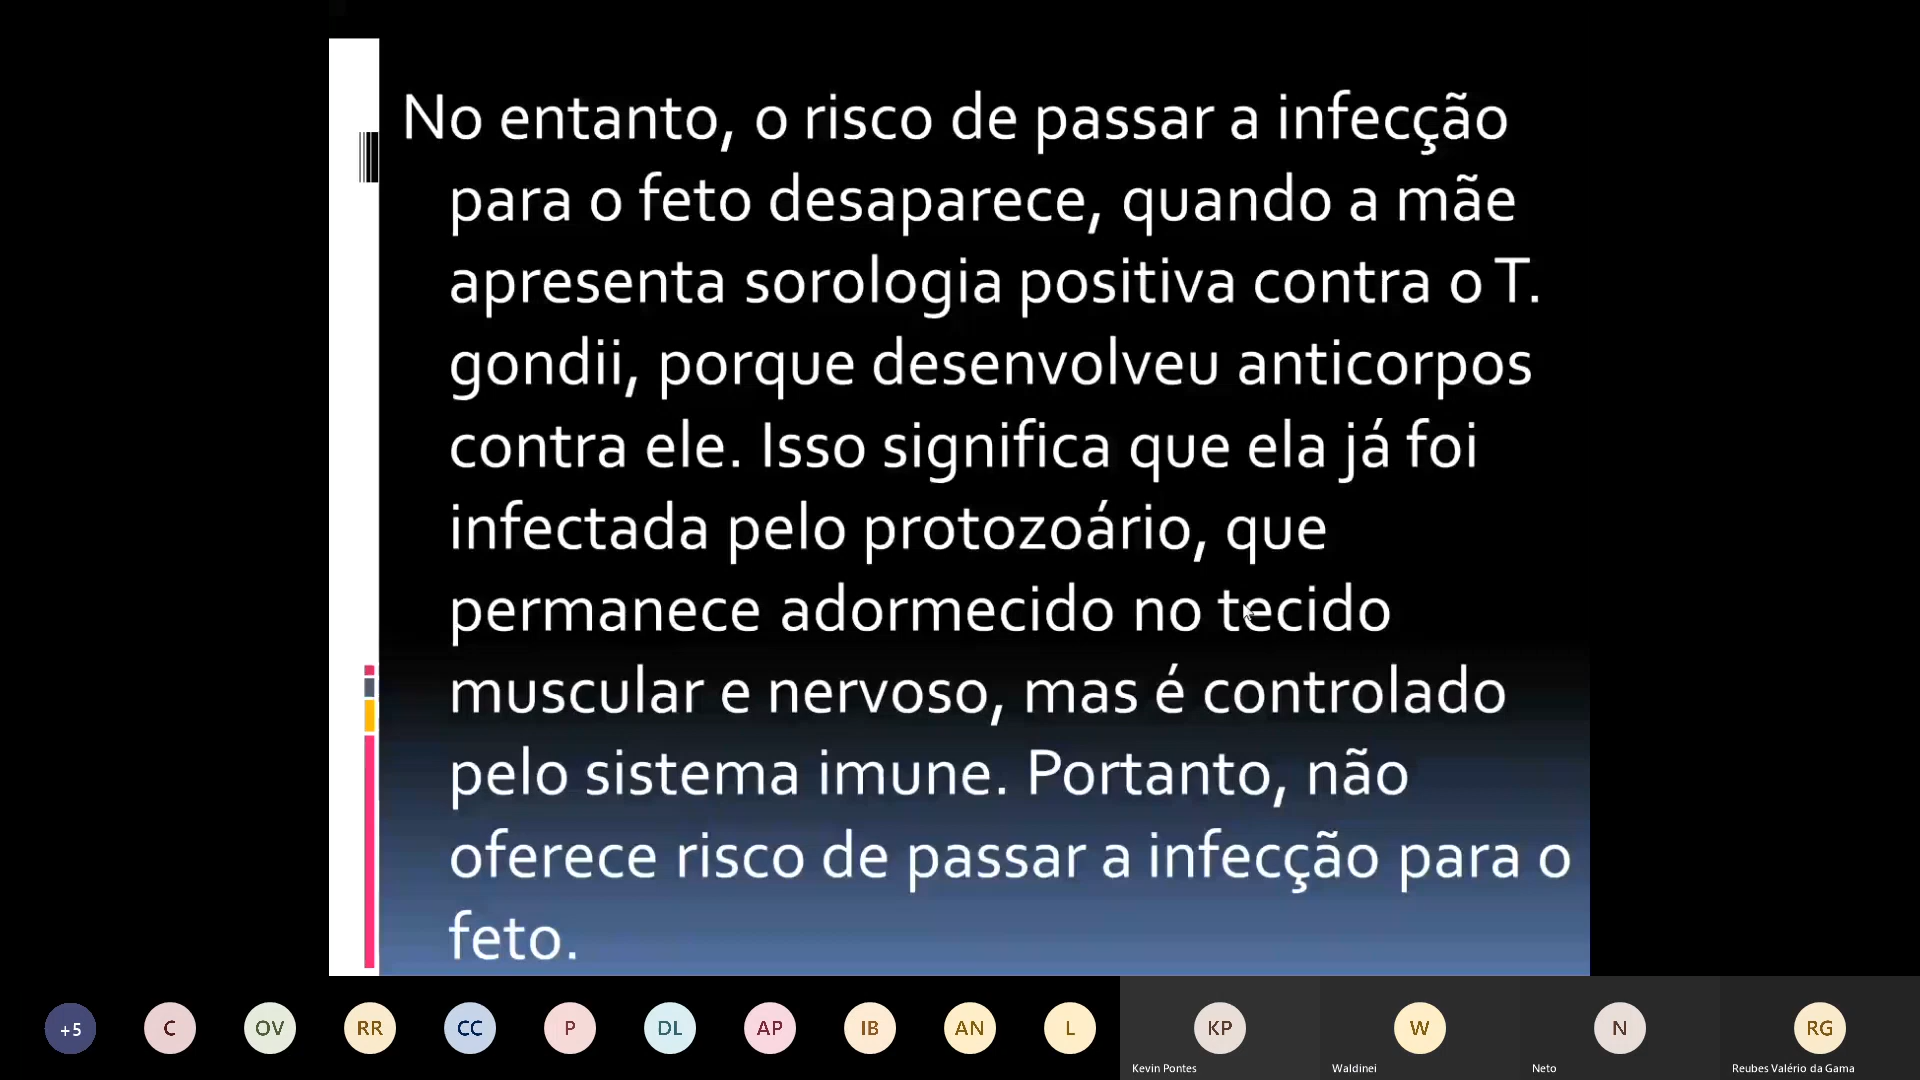 No entanto, o risco de passar a infecção
para o feto desaparece, quando a mãe
apresenta sorologia positiva contra o T.
gondii, porque desenvolveu anticorpos
contra ele. Isso significa que ela já foi
infectada pelo protozoário, que
permanece adormecido no tecido
muscular e nervoso, mas é controlado
pelo sistema imune. Portanto, não
oferece risco de passar a infecção para o
feto.
+5 C OV RR CC P DL AP IB AN L KP W N RG
Kevin Pontes Waldinei Neto Reubes Valério da Gama